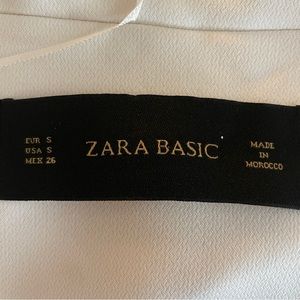 EUR S
USA S
MEX 26
ZARA BASIC
MADE
IN
MOROCCO